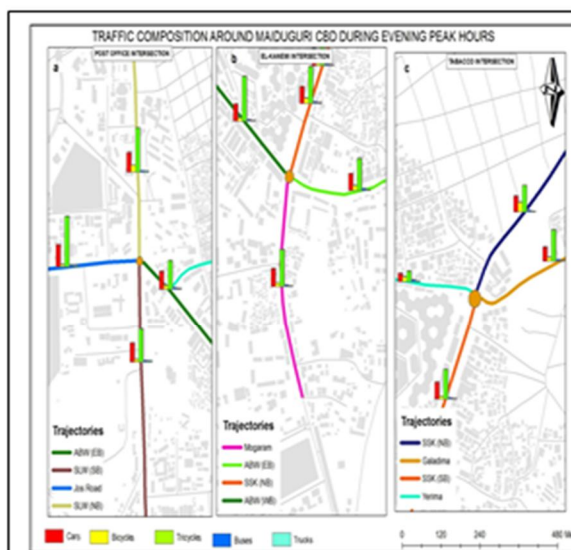 TRAFFIC COMPOSITION AROUND MAIDUGURI CBD DURING EVENING PEAK HOURS
POST OFFICE INTERSECTION
a
Trajectories
ABW (EB)
SLW (SB)
Jos Road
SLW (NB)
EL-KANEMI INTERSECTION
b
Trajectories
Mogaram
ABW (EB)
SSK (NB)
ABW (WB)
TABACCO INTERSECTION
c
N
Trajectories
SSK (NB)
Galadima
SSK (SB)
Yerima
Cars Bicycles Tricycles Buses Trucks
0 120 240 480